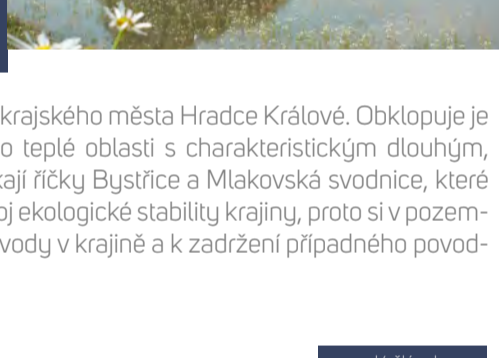 krajského města Hradce Králové. Obklopuje je
o teplé oblasti s charakteristickým dlouhým,
kají říčky Bystřice a Mlakovská svodnice, které
oj ekologické stability krajiny, proto si v pozem-
vody v krajině a k zadržení případného povod-